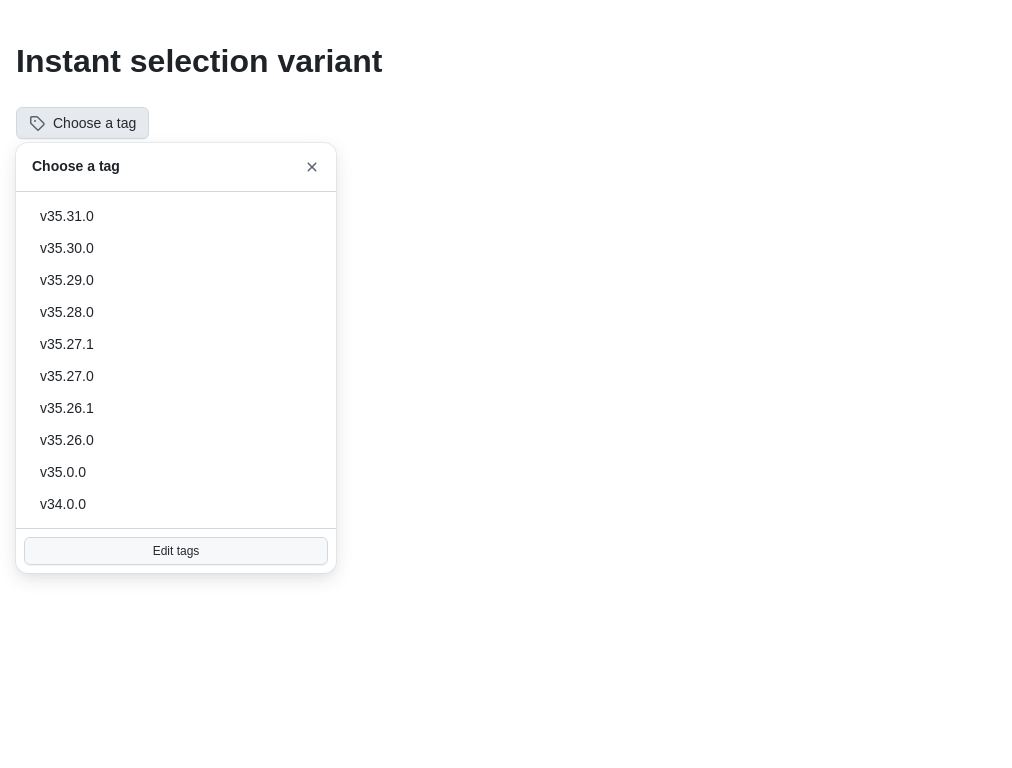 Instant selection variant
Choose a tag
Choose a tag
v35.31.0
v35.30.0
v35.29.0
v35.28.0
v35.27.1
v35.27.0
v35.26.1
v35.26.0
v35.0.0
v34.0.0
Edit tags